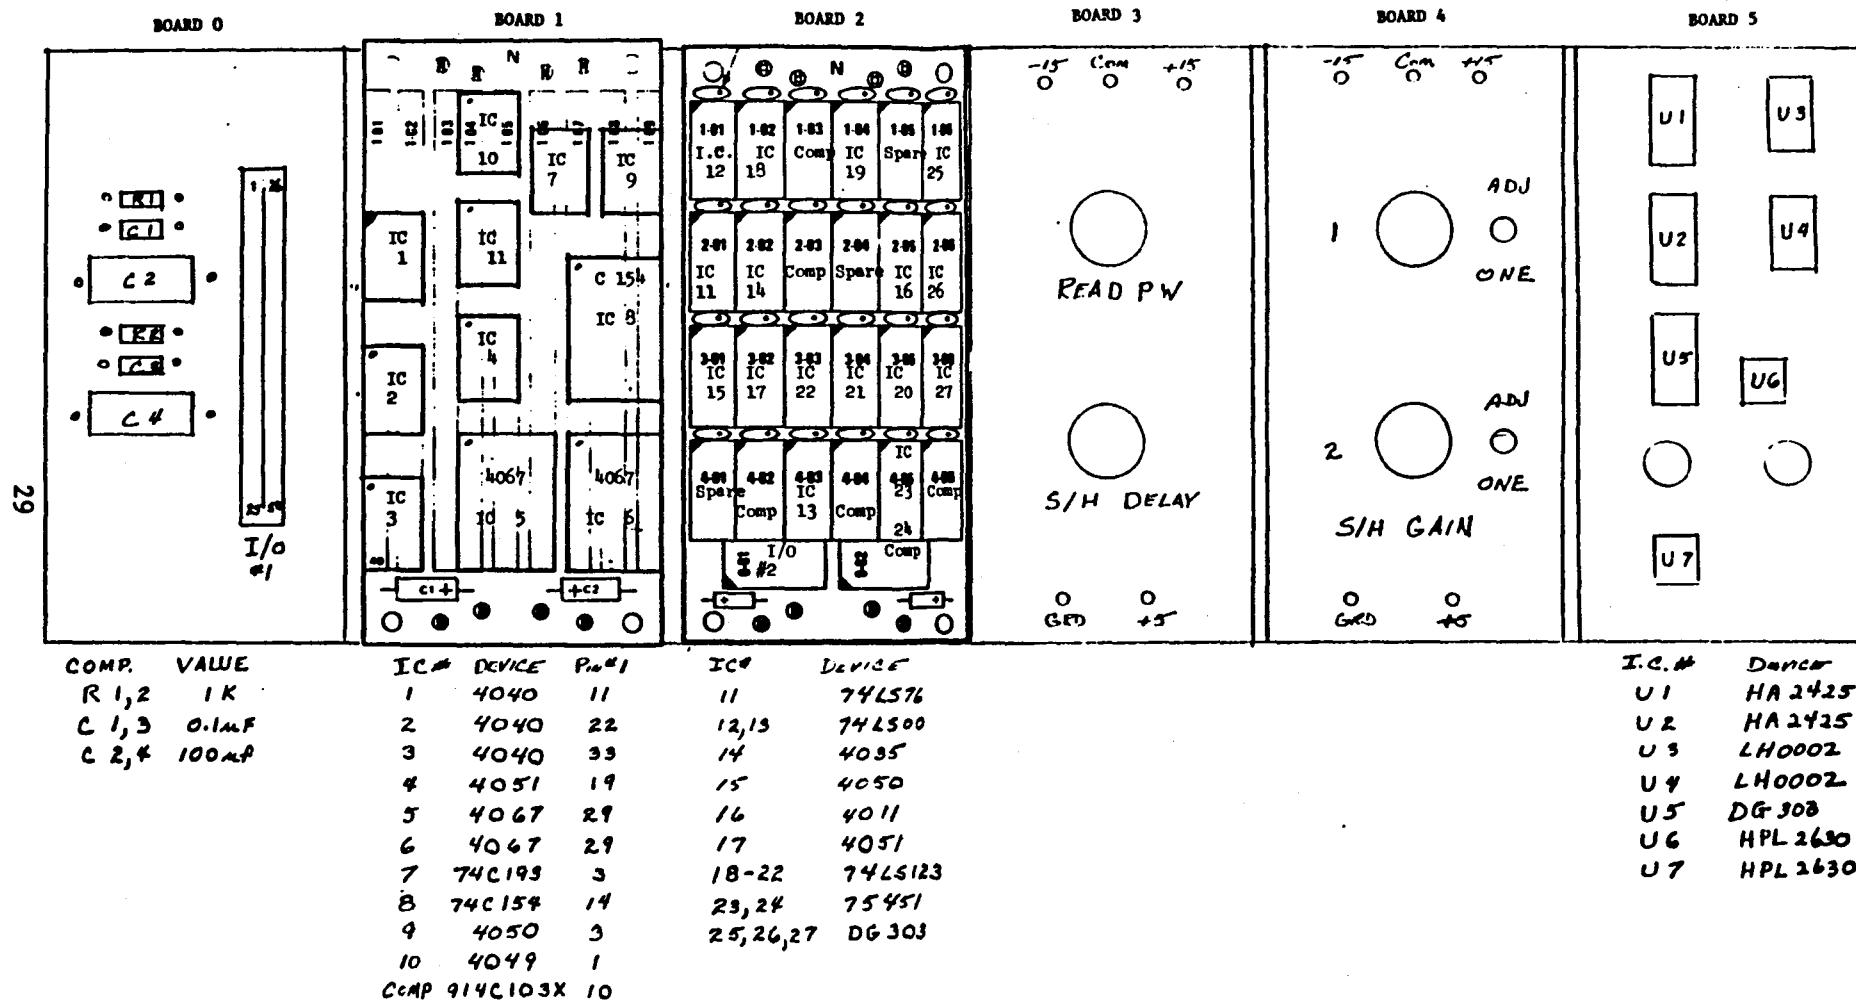 BOARD 0 BOARD 1 BOARD 2 BOARD 3 BOARD 4 BOARD 5
R1
C1
C2
C4
1 26
I/O
#1
N
IC
10
IC
7
IC
9
IC
1
IC
11
C 154
IC 8
IC
2
IC
4
IC
3
4067
IC 5
4067
IC 6
C1 +
+C2
N
1-01 1-02 1-03 1-04 1-05 1-06
I.C. IC Comp IC Spare IC
12 18 19 25
2-01 2-02 2-03 2-04 2-05 2-06
IC IC Comp Spare IC IC
11 14 16 26
3-01 3-02 3-03 3-04 3-05 3-06
IC IC IC IC IC IC
15 17 22 21 20 27
IC
4-01 4-02 4-03 4-04 4-05 4-06
Spare Comp IC Comp 23 Comp
13 24
I/O
#2
0-01
0-02
Comp
-15 Com +15
READ PW
S/H DELAY
GRD +5
-15 Com +15
1
ADJ
ONE
2
ADJ
ONE
S/H GAIN
GRD +5
U1 U3
U2 U4
U5
U6
U7
29
COMP. VALUE
R 1,2 1K
C 1,3 0.1mF
C 2,4 100mf
IC# DEVICE Pin#1
1 4040 11
2 4040 22
3 4040 33
4 4051 19
5 4067 29
6 4067 29
7 74C193 3
8 74C154 14
9 4050 3
10 4049 1
COMP 914C103X 10
IC# DEVICE
11 74LS76
12,13 74LS00
14 4035
15 4050
16 4011
17 4051
18-22 74LS123
23,24 75451
25,26,27 DG 303
I.C.# Device
U1 HA 2425
U2 HA 2425
U3 LH0002
U4 LH0002
U5 DG 303
U6 HPL 2630
U7 HPL 2630